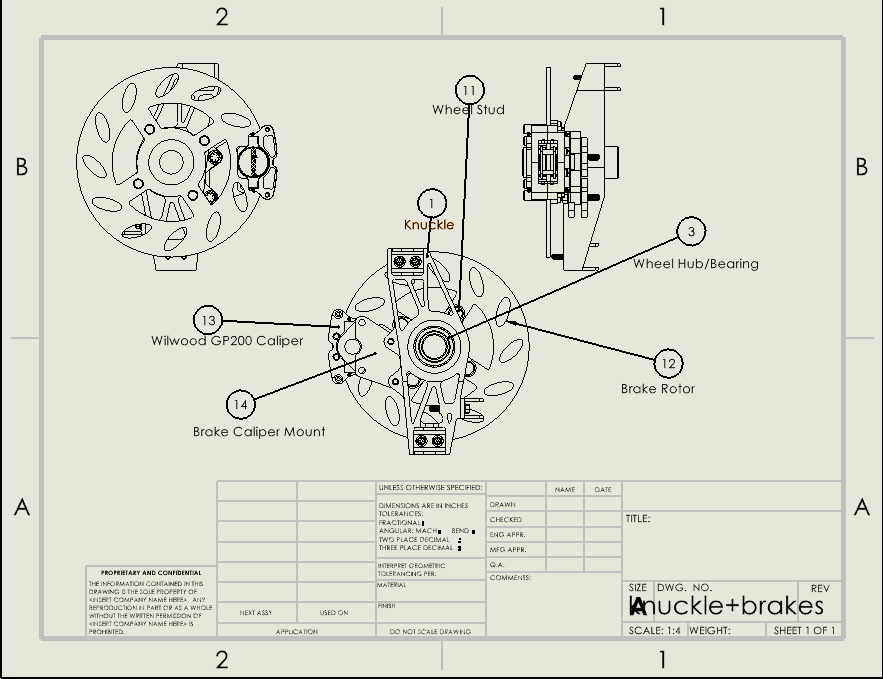 2
1
B
B
11
Wheel Stud
1
Knuckle
3
Wheel Hub/Bearing
13
Wilwood GP200 Caliper
12
Brake Rotor
14
Brake Caliper Mount
A
A
UNLESS OTHERWISE SPECIFIED:
DIMENSIONS ARE IN INCHES
TOLERANCES:
FRACTIONAL
ANGULAR: MACH BEND
TWO PLACE DECIMAL
THREE PLACE DECIMAL
INTERPRET GEOMETRIC
TOLERANCING PER:
MATERIAL
FINISH
DO NOT SCALE DRAWING
NAME
DATE
DRAWN
CHECKED
ENG APPR.
MFG APPR.
Q.A.
COMMENTS:
TITLE:
SIZE
A
DWG. NO.
REV
knuckle+brakes
SCALE: 1:4
WEIGHT:
SHEET 1 OF 1
PROPRIETARY AND CONFIDENTIAL
THE INFORMATION CONTAINED IN THIS
DRAWING IS THE SOLE PROPERTY OF
<INSERT COMPANY NAME HERE>. ANY
REPRODUCTION IN PART OR AS A WHOLE
WITHOUT THE WRITTEN PERMISSION OF
<INSERT COMPANY NAME HERE> IS
PROHIBITED.
NEXT ASSY
USED ON
APPLICATION
2
1